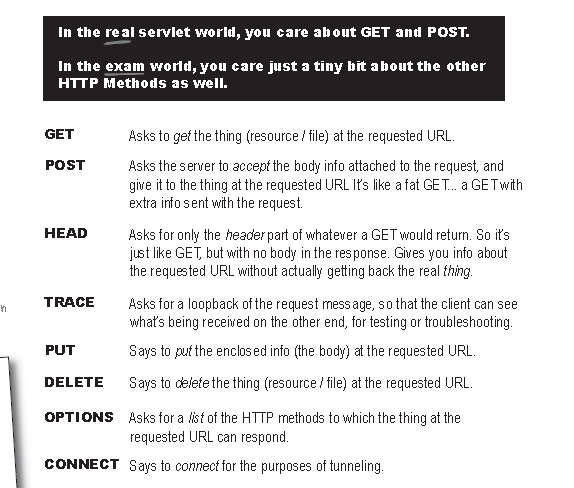 In the real servlet world, you care about GET and POST.
In the exam world, you care just a tiny bit about the other
HTTP Methods as well.
GET Asks to get the thing (resource / file) at the requested URL.
POST Asks the server to accept the body info attached to the request, and
give it to the thing at the requested URL It's like a fat GET... a GET with
extra info sent with the request.
HEAD Asks for only the header part of whatever a GET would return. So it's
just like GET, but with no body in the response. Gives you info about
the requested URL without actually getting back the real thing.
TRACE Asks for a loopback of the request message, so that the client can see
what's being received on the other end, for testing or troubleshooting.
PUT Says to put the enclosed info (the body) at the requested URL.
DELETE Says to delete the thing (resource / file) at the requested URL.
OPTIONS Asks for a list of the HTTP methods to which the thing at the
requested URL can respond.
CONNECT Says to connect for the purposes of tunneling.